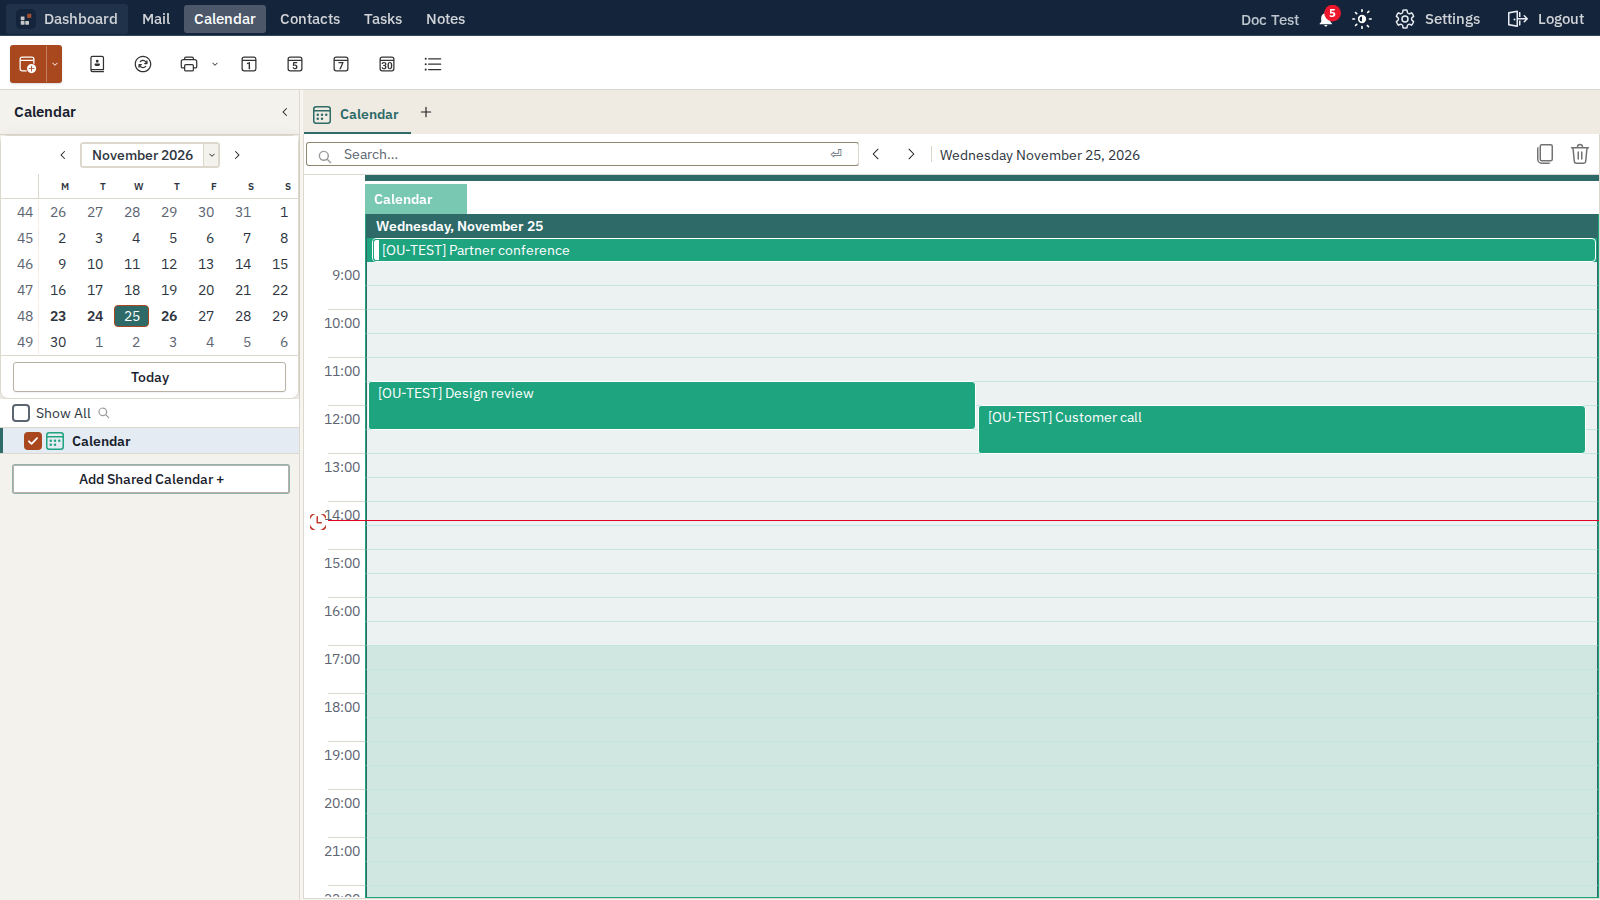 Dashboard Mail Calendar Contacts Tasks Notes Doc Test 5 Settings Logout
1 5 7 30
Calendar
November 2026
M T W T F S S
44 26 27 28 29 30 31 1
45 2 3 4 5 6 7 8
46 9 10 11 12 13 14 15
47 16 17 18 19 20 21 22
48 23 24 25 26 27 28 29
49 30 1 2 3 4 5 6
Today
Show All
Calendar
Add Shared Calendar +
Calendar +
Search... Wednesday November 25, 2026
Calendar
Wednesday, November 25
[OU-TEST] Partner conference
9:00
10:00
11:00
[OU-TEST] Design review
12:00 [OU-TEST] Customer call
13:00
14:00
15:00
16:00
17:00
18:00
19:00
20:00
21:00